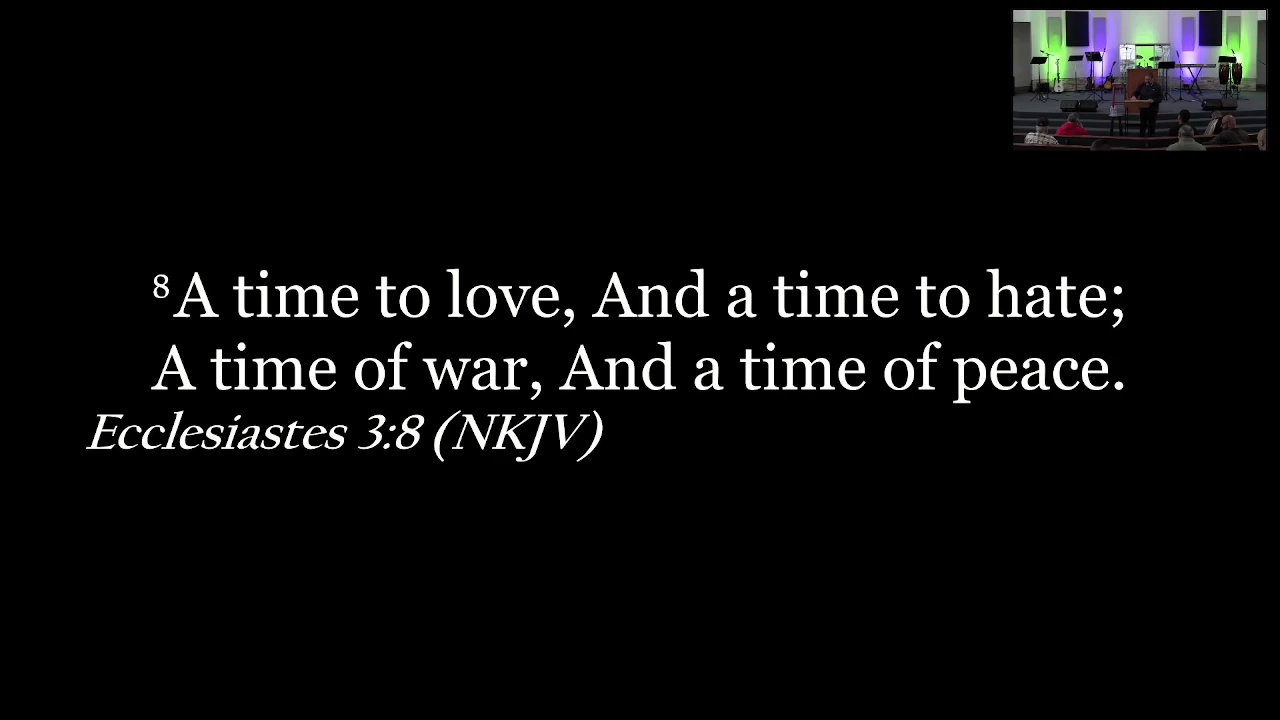 ⁸A time to love, And a time to hate;
A time of war, And a time of peace.
Ecclesiastes 3:8 (NKJV)